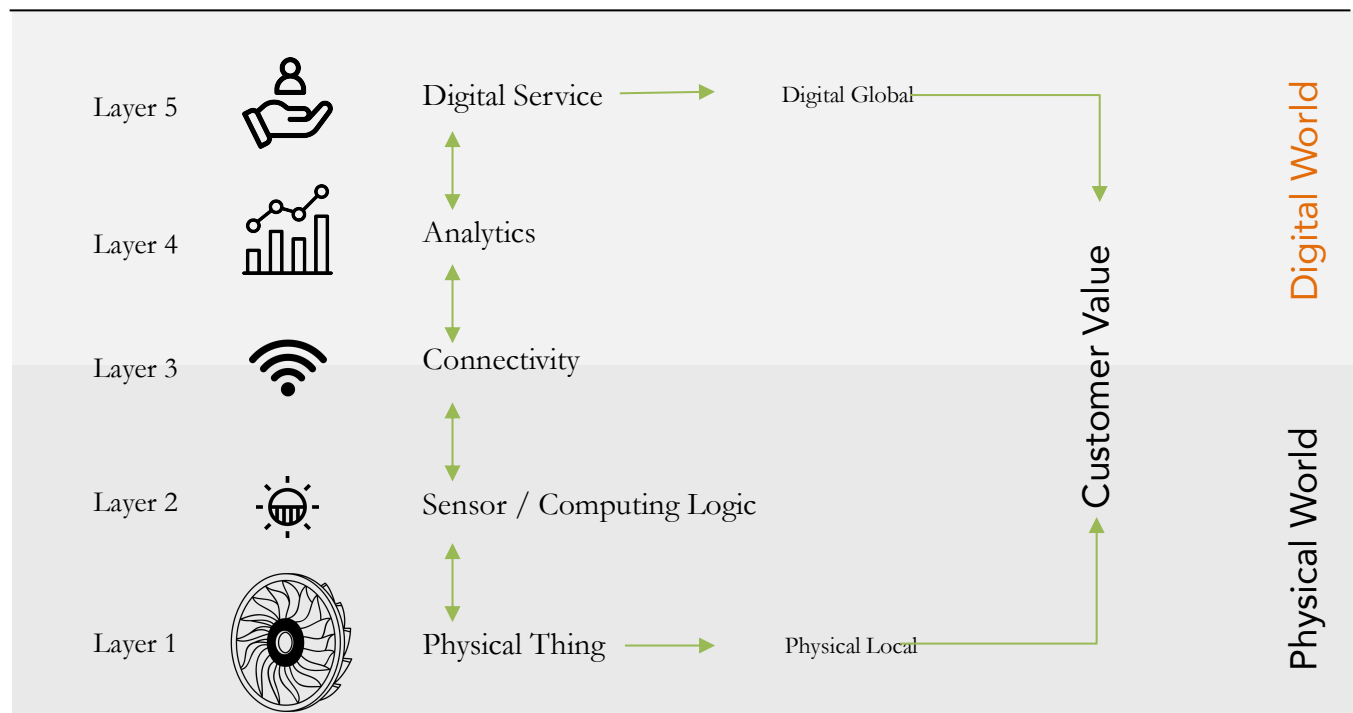 Layer 5
Digital Service
Digital Global
Layer 4
Analytics
Layer 3
Connectivity
Layer 2
Sensor / Computing Logic
Layer 1
Physical Thing
Physical Local
Customer Value
Digital World
Physical World